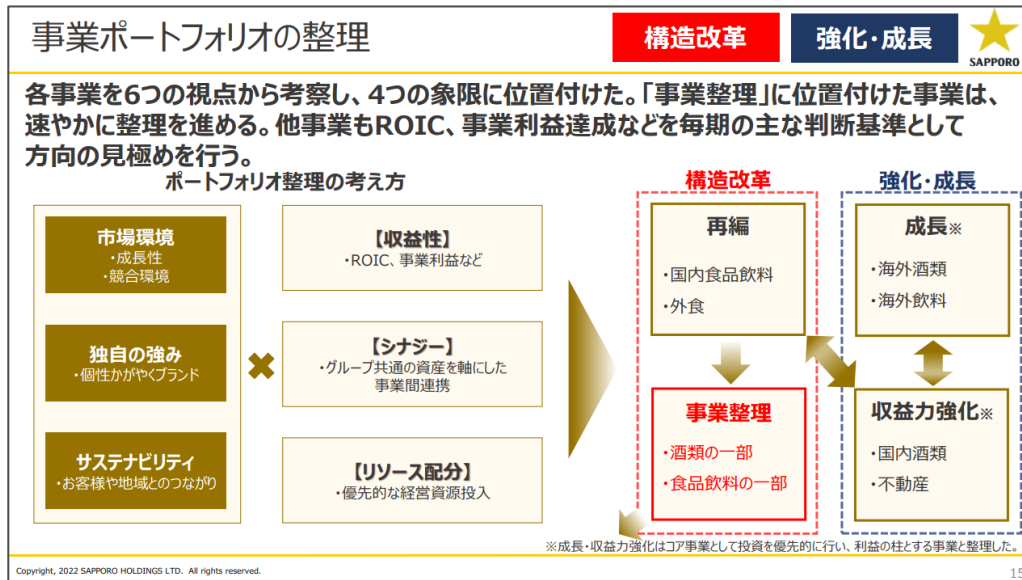 事業ポートフォリオの整理
構造改革
強化・成長
SAPPORO
各事業を6つの視点から考察し、4つの象限に位置付けた。「事業整理」に位置付けた事業は、
速やかに整理を進める。他事業もROIC、事業利益達成などを毎期の主な判断基準として
方向の見極めを行う。
ポートフォリオ整理の考え方
市場環境
・成長性
・競合環境
独自の強み
・個性かがやくブランド
サステナビリティ
・お客様や地域とのつながり
【収益性】
・ROIC、事業利益など
【シナジー】
・グループ共通の資産を軸にした
事業間連携
【リソース配分】
・優先的な経営資源投入
構造改革
再編
・国内食品飲料
・外食
事業整理
・酒類の一部
・食品飲料の一部
強化・成長
成長※
・海外酒類
・海外飲料
収益力強化※
・国内酒類
・不動産
※成長・収益力強化はコア事業として投資を優先的に行い、利益の柱とする事業と整理した。
Copyright, 2022 SAPPORO HOLDINGS LTD. All rights reserved.
15